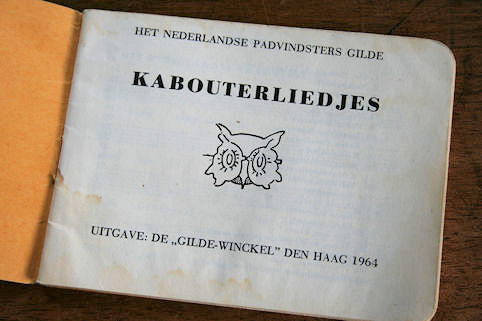 HET NEDERLANDSE PADVINDSTERS GILDE
KABOUTERLIEDJES
UITGAVE: DE „GILDE-WINCKEL” DEN HAAG 1964